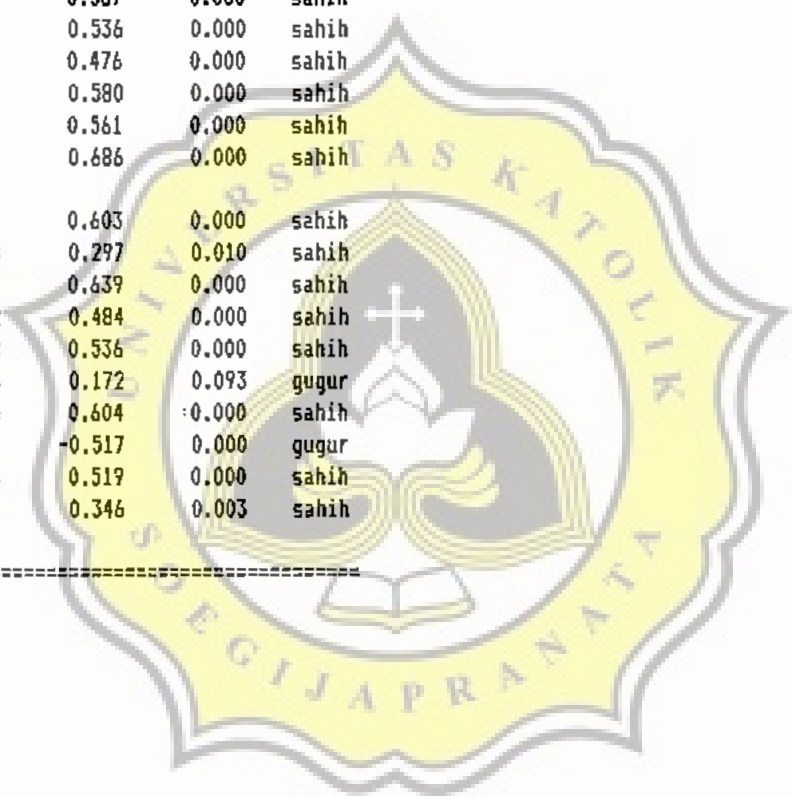 0.000 sahih
0.536 0.000 sahih
0.476 0.000 sahih
0.580 0.000 sahih
0.561 0.000 sahih
0.686 0.000 sahih
0.603 0.000 sahih
0.297 0.010 sahih
0.639 0.000 sahih
0.484 0.000 sahih
0.536 0.000 sahih
0.172 0.093 gugur
0.604 :0.000 sahih
-0.517 0.000 gugur
0.519 0.000 sahih
0.346 0.003 sahih
UNIVERSITAS KATOLIK
SOEGIJAPRANATA